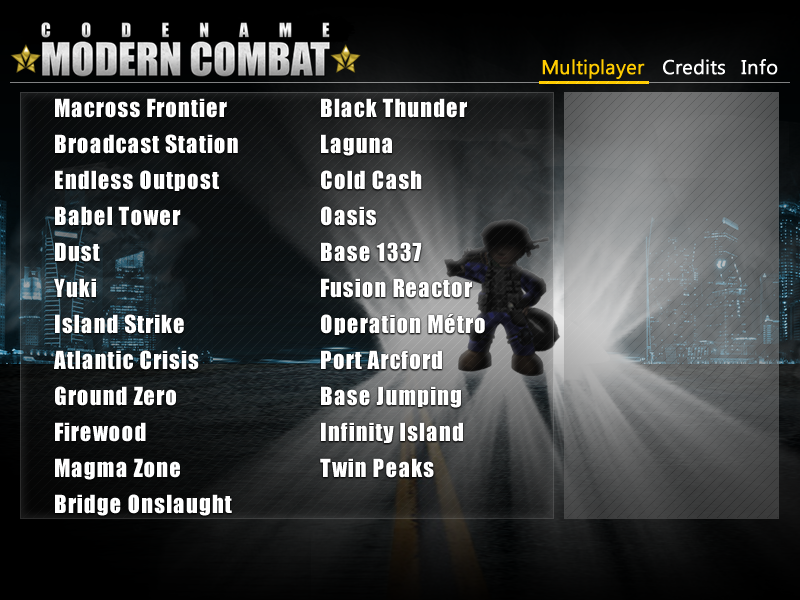 CODENAME
MODERN COMBAT
Multiplayer Credits Info
Macross Frontier
Broadcast Station
Endless Outpost
Babel Tower
Dust
Yuki
Island Strike
Atlantic Crisis
Ground Zero
Firewood
Magma Zone
Bridge Onslaught
Black Thunder
Laguna
Cold Cash
Oasis
Base 1337
Fusion Reactor
Operation Métro
Port Arcford
Base Jumping
Infinity Island
Twin Peaks